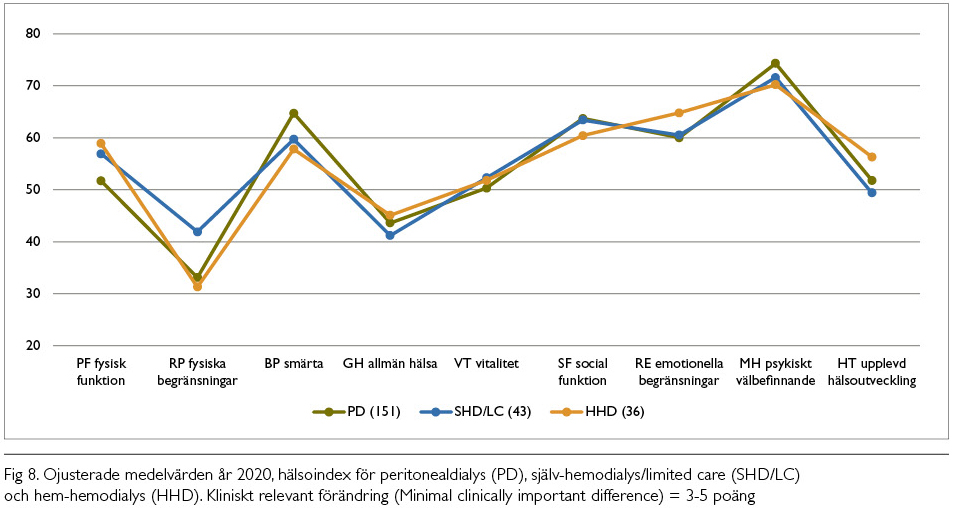 80
70
60
50
40
30
20
PF fysisk funktion
RP fysiska begränsningar
BP smärta
GH allmän hälsa
VT vitalitet
SF social funktion
RE emotionella begränsningar
MH psykiskt välbefinnande
HT upplevd hälsoutveckling
PD (151)
SHD/LC (43)
HHD (36)
Fig 8. Ojusterade medelvärden år 2020, hälsoindex för peritonealdialys (PD), själv-hemodialys/limited care (SHD/LC)
och hem-hemodialys (HHD). Kliniskt relevant förändring (Minimal clinically important difference) = 3-5 poäng